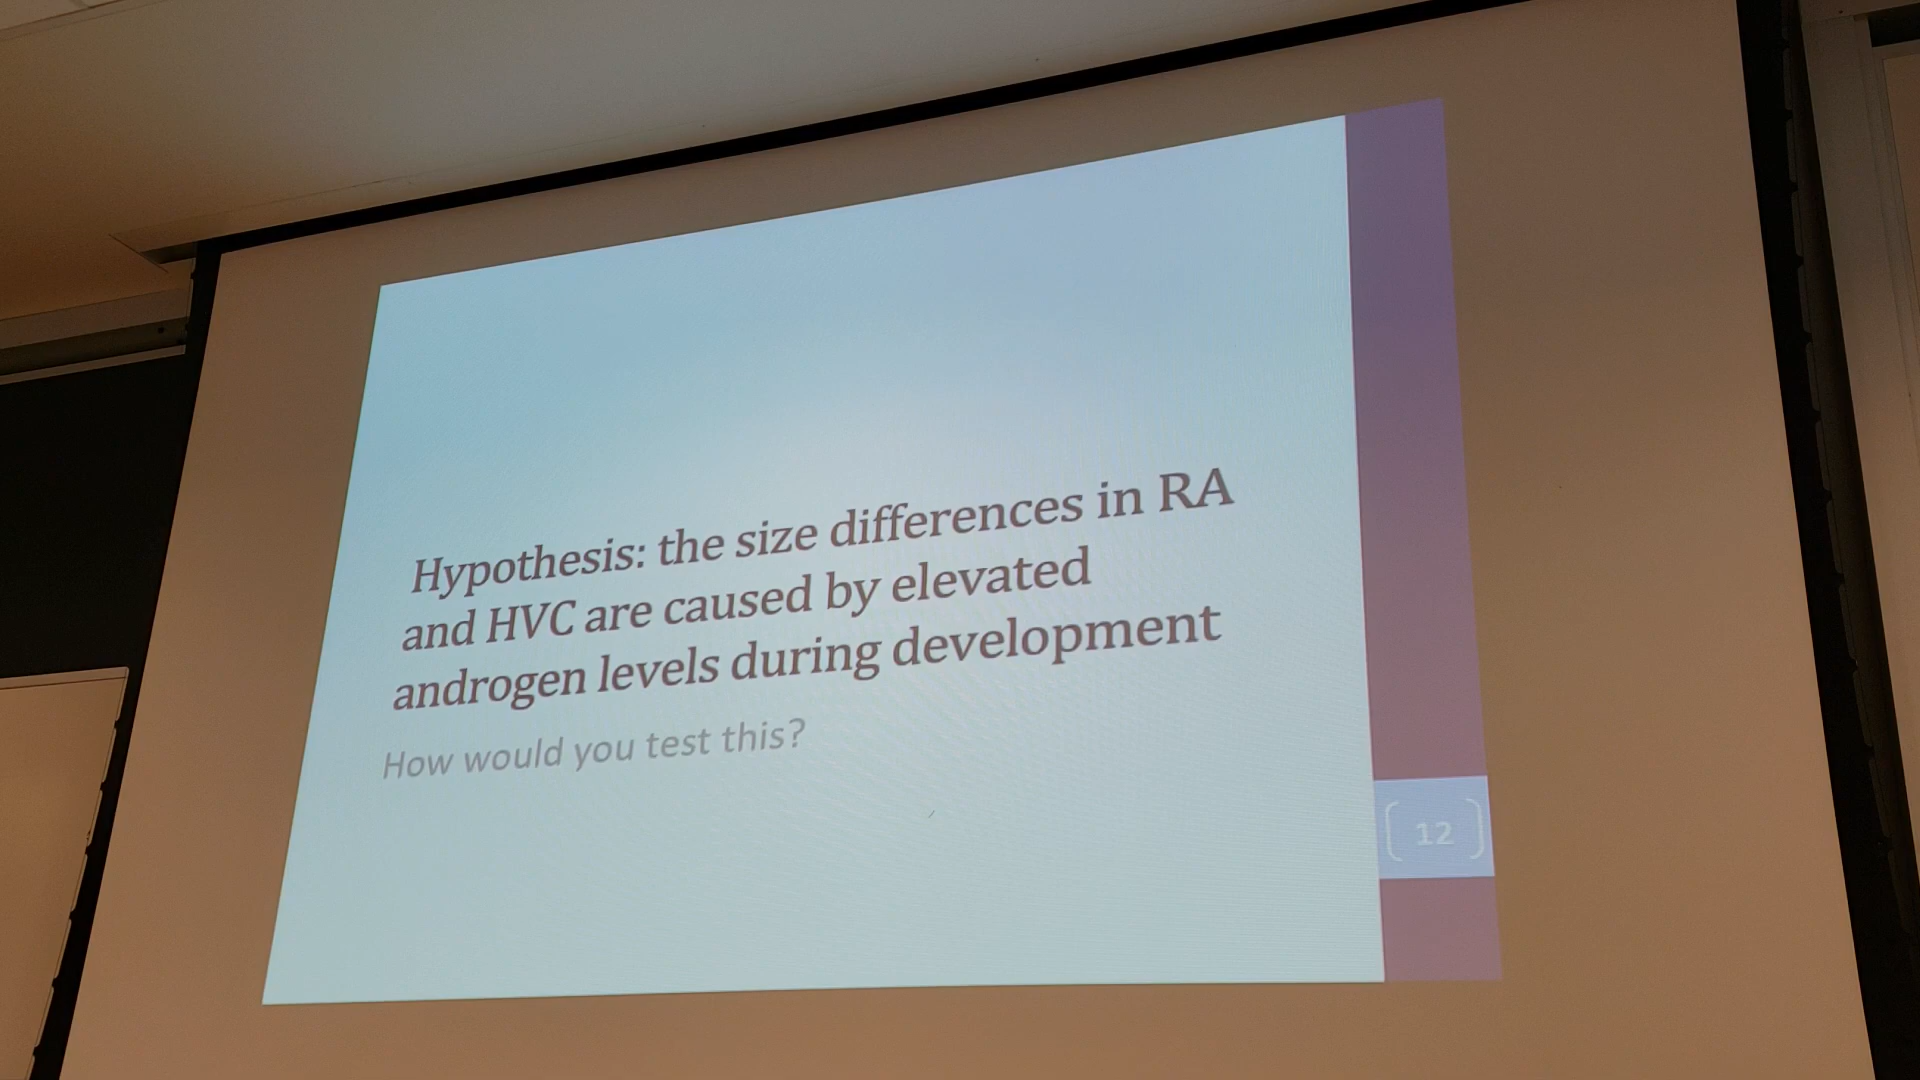 Hypothesis: the size differences in RA
and HVC are caused by elevated
androgen levels during development
How would you test this?
12